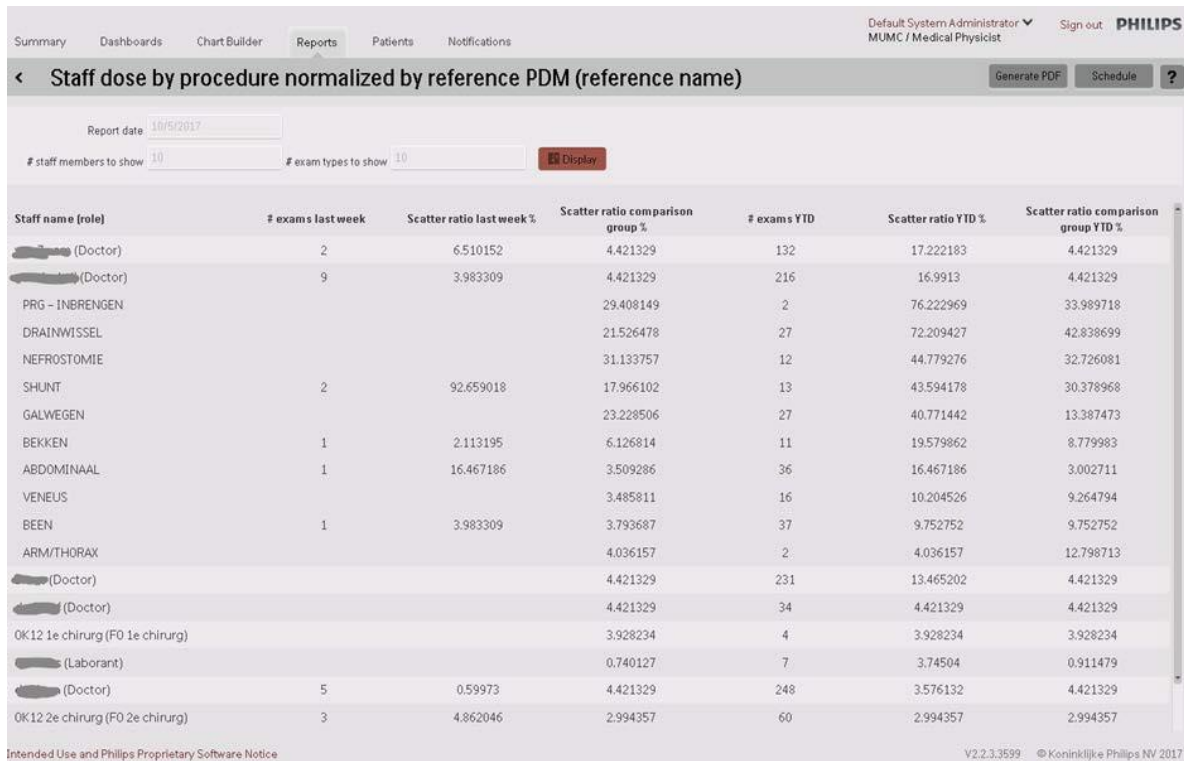 Default System Administrator Sign out PHILIPS
MUMC / Medical Physicist
Summary Dashboards Chart Builder Reports Patients Notifications
< Staff dose by procedure normalized by reference PDM (reference name) Generate PDF Schedule ?
Report date 10/5/2017
# staff members to show 10 # exam types to show 10 Display
Staff name (role) # exams last week Scatter ratio last week % Scatter ratio comparison group % # exams YTD Scatter ratio YTD % Scatter ratio comparison group YTD %
(Doctor) 2 6.510152 4.421329 132 17.222183 4.421329
(Doctor) 9 3.983309 4.421329 216 16.9913 4.421329
PRG – INBRENGEN 29.408149 2 76.222969 33.989718
DRAINWISSEL 21.526478 27 72.209427 42.838699
NEFROSTOMIE 31.133757 12 44.779276 32.726081
SHUNT 2 92.659018 17.966102 13 43.594178 30.378968
GALWEGEN 23.228506 27 40.771442 13.387473
BEKKEN 1 2.113195 6.126814 11 19.579862 8.779983
ABDOMINAAL 1 16.467186 3.509286 36 16.467186 3.002711
VENEUS 3.485811 16 10.204526 9.264794
BEEN 1 3.983309 3.793687 37 9.752752 9.752752
ARM/THORAX 4.036157 2 4.036157 12.798713
(Doctor) 4.421329 231 13.465202 4.421329
(Doctor) 4.421329 34 4.421329 4.421329
OK12 1e chirurg (FO 1e chirurg) 3.928234 4 3.928234 3.928234
(Laborant) 0.740127 7 3.74504 0.911479
(Doctor) 5 0.59973 4.421329 248 3.576132 4.421329
OK12 2e chirurg (FO 2e chirurg) 3 4.862046 2.994357 60 2.994357 2.994357
Intended Use and Philips Proprietary Software Notice V2.2.3.3599 © Koninklijke Philips NV 2017